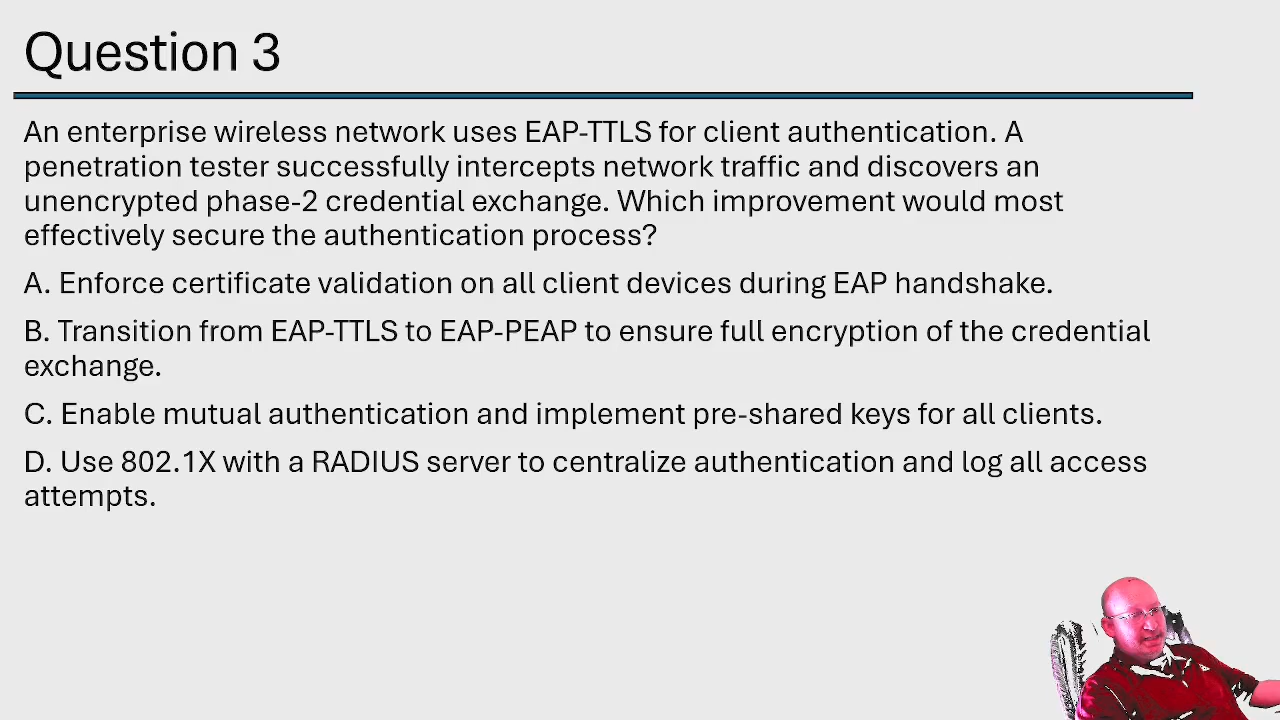 Question 3
An enterprise wireless network uses EAP-TTLS for client authentication. A
penetration tester successfully intercepts network traffic and discovers an
unencrypted phase-2 credential exchange. Which improvement would most
effectively secure the authentication process?
A. Enforce certificate validation on all client devices during EAP handshake.
B. Transition from EAP-TTLS to EAP-PEAP to ensure full encryption of the credential
exchange.
C. Enable mutual authentication and implement pre-shared keys for all clients.
D. Use 802.1X with a RADIUS server to centralize authentication and log all access
attempts.